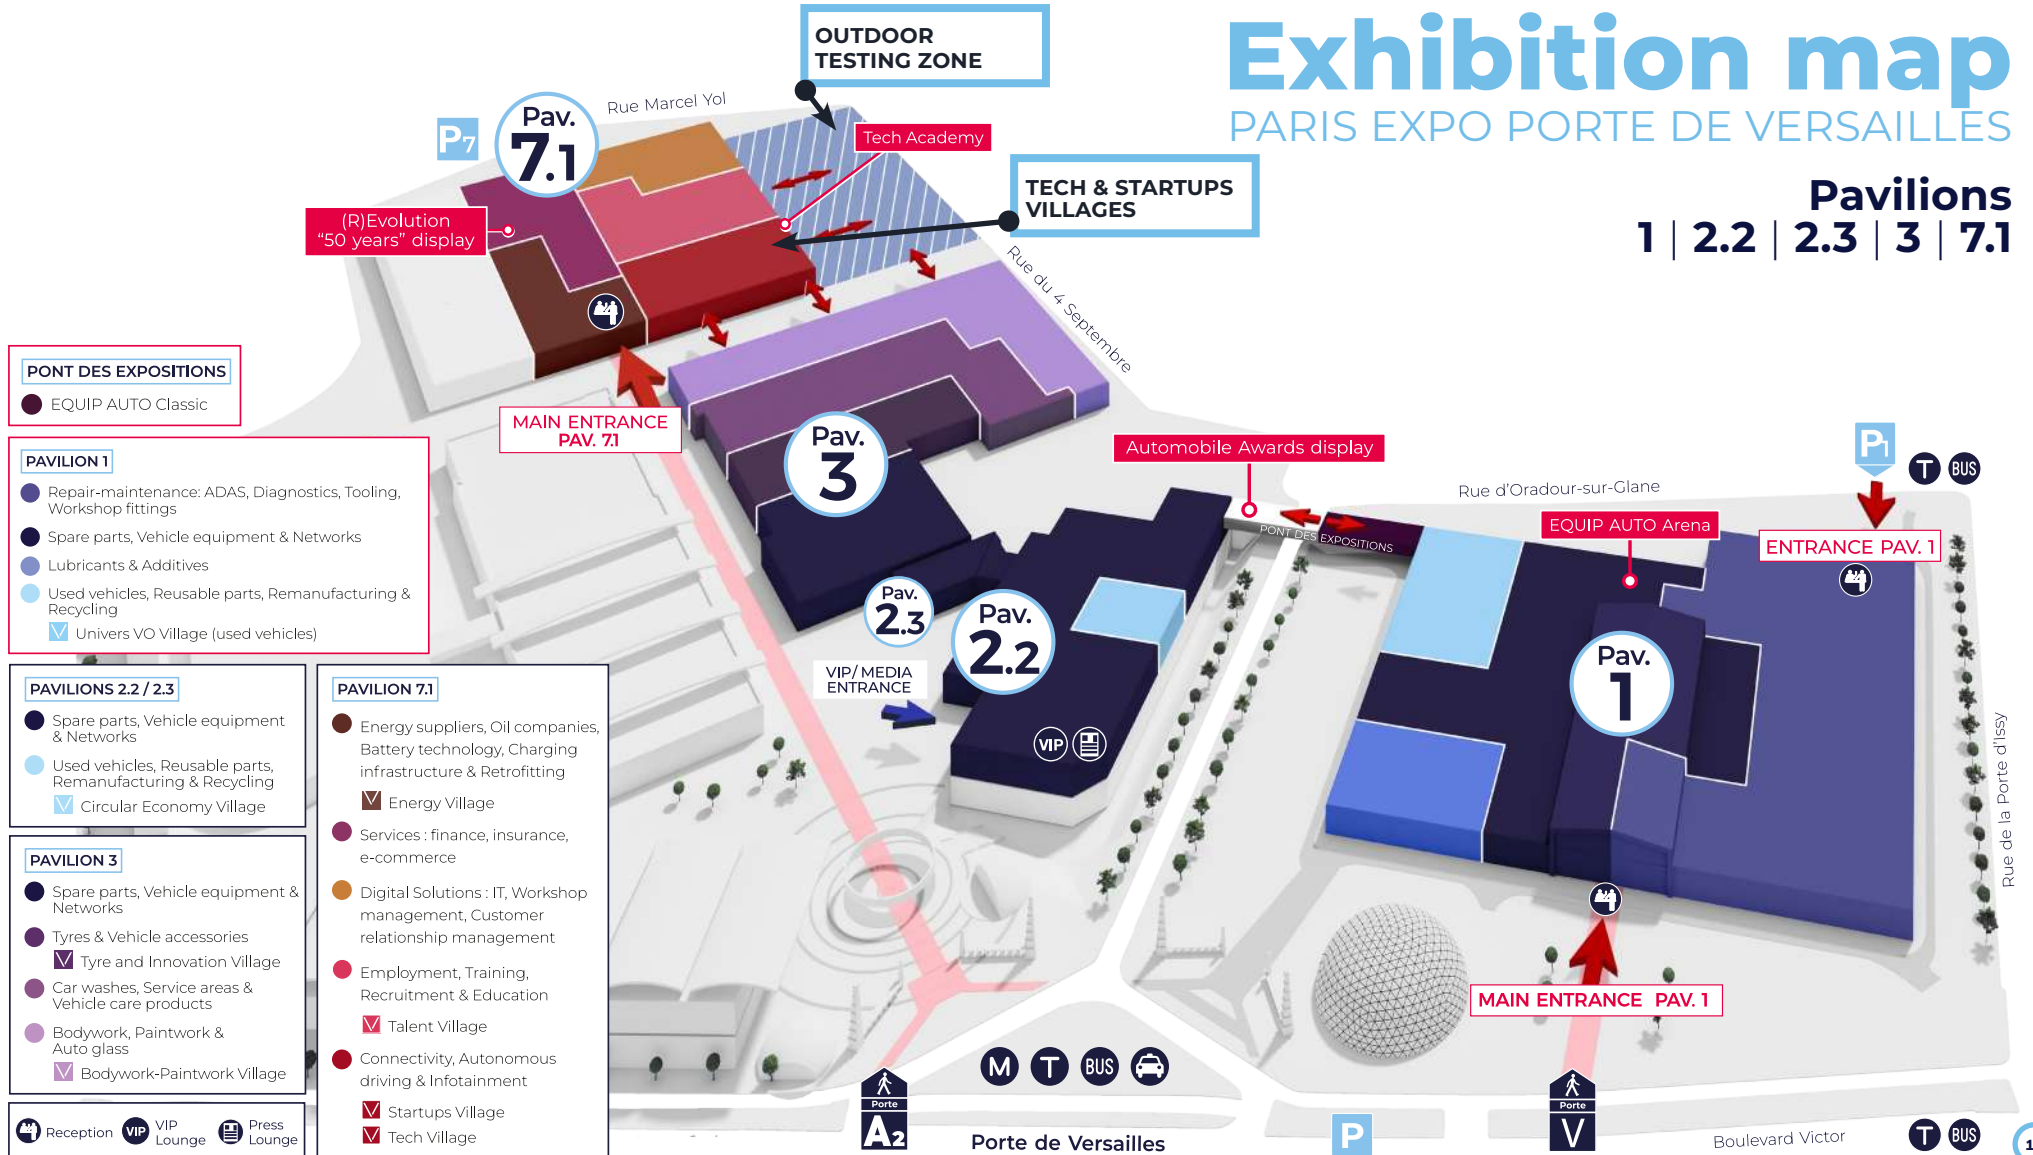 Exhibition map
PARIS EXPO PORTE DE VERSAILLES
Pavilions
1 | 2.2 | 2.3 | 3 | 7.1
OUTDOOR
TESTING ZONE
Rue Marcel Yol
P7
Pav.
7.1
Tech Academy
TECH & STARTUPS
VILLAGES
(R)Evolution
“50 years” display
Rue du 4 Septembre
MAIN ENTRANCE
PAV. 7.1
Pav.
3
Automobile Awards display
PONT DES EXPOSITIONS
Rue d'Oradour-sur-Glane
P1
T
BUS
EQUIP AUTO Arena
ENTRANCE PAV. 1
Pav.
2.3
Pav.
2.2
VIP/ MEDIA
ENTRANCE
VIP
Pav.
1
Rue de la Porte d'Issy
MAIN ENTRANCE PAV. 1
PONT DES EXPOSITIONS
EQUIP AUTO Classic
PAVILION 1
Repair-maintenance: ADAS, Diagnostics, Tooling,
Workshop fittings
Spare parts, Vehicle equipment & Networks
Lubricants & Additives
Used vehicles, Reusable parts, Remanufacturing &
Recycling
V Univers VO Village (used vehicles)
PAVILIONS 2.2 / 2.3
Spare parts, Vehicle equipment
& Networks
Used vehicles, Reusable parts,
Remanufacturing & Recycling
V Circular Economy Village
PAVILION 3
Spare parts, Vehicle equipment &
Networks
Tyres & Vehicle accessories
V Tyre and Innovation Village
Car washes, Service areas &
Vehicle care products
Bodywork, Paintwork &
Auto glass
V Bodywork-Paintwork Village
Reception
VIP VIP
Lounge
Press
Lounge
PAVILION 7.1
Energy suppliers, Oil companies,
Battery technology, Charging
infrastructure & Retrofitting
V Energy Village
Services : finance, insurance,
e-commerce
Digital Solutions : IT, Workshop
management, Customer
relationship management
Employment, Training,
Recruitment & Education
V Talent Village
Connectivity, Autonomous
driving & Infotainment
V Startups Village
V Tech Village
Porte
A2
M
T
BUS
Porte de Versailles
P
Porte
V
Boulevard Victor
T
BUS
1